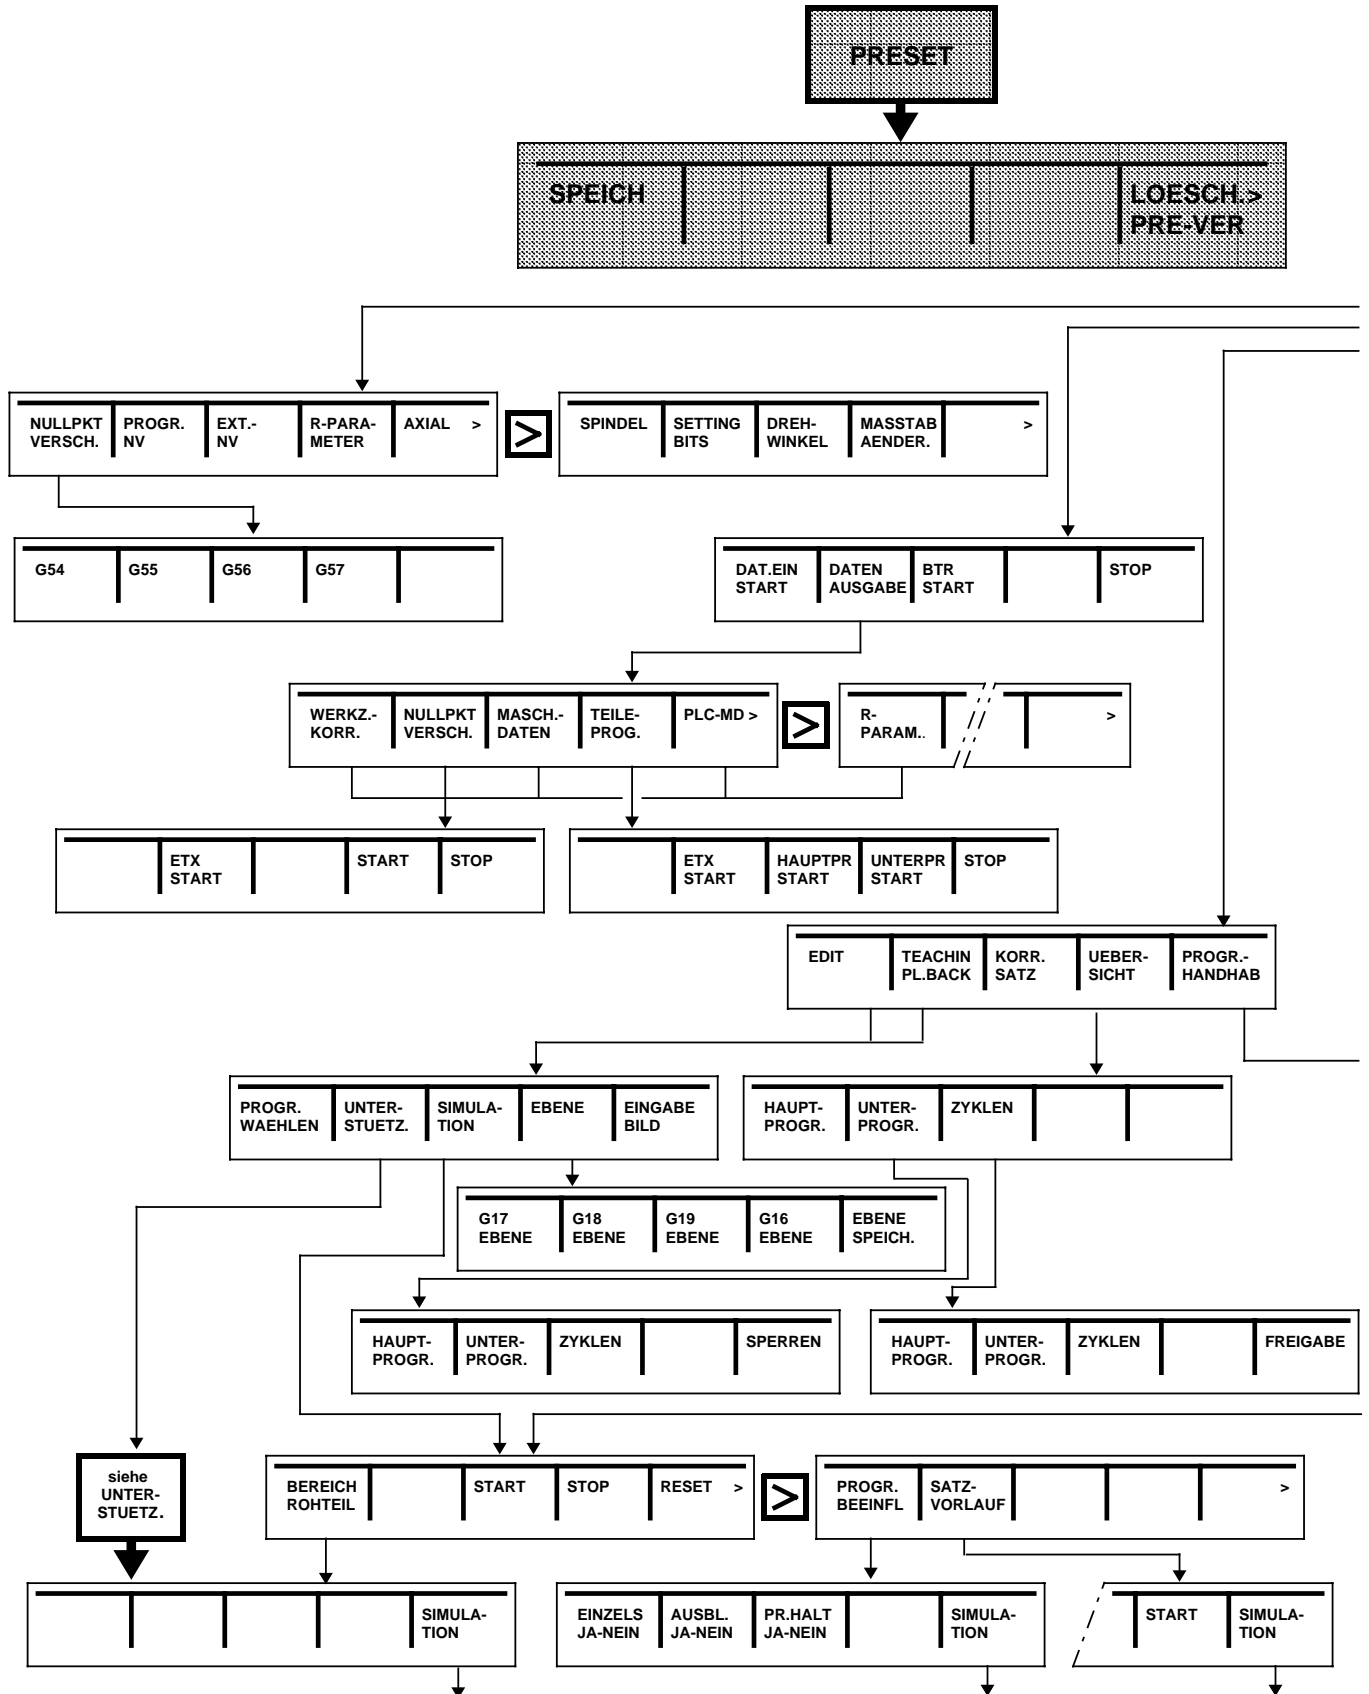 PRESET
SPEICH
LOESCH.>
PRE-VER
NULLPKT
VERSCH.
PROGR.
NV
EXT.-
NV
R-PARA-
METER
AXIAL >
>
SPINDEL
SETTING
BITS
DREH-
WINKEL
MASSTAB
AENDER.
>
G54
G55
G56
G57
DAT.EIN
START
DATEN
AUSGABE
BTR
START
STOP
WERKZ.-
KORR.
NULLPKT
VERSCH.
MASCH.-
DATEN
TEILE-
PROG.
PLC-MD >
>
R-
PARAM..
>
ETX
START
START
STOP
ETX
START
HAUPTPR
START
UNTERPR
START
STOP
EDIT
TEACHIN
PL.BACK
KORR.
SATZ
UEBER-
SICHT
PROGR.-
HANDHAB
PROGR.
WAEHLEN
UNTER-
STUETZ.
SIMULA-
TION
EBENE
EINGABE
BILD
HAUPT-
PROGR.
UNTER-
PROGR.
ZYKLEN
G17
EBENE
G18
EBENE
G19
EBENE
G16
EBENE
EBENE
SPEICH.
HAUPT-
PROGR.
UNTER-
PROGR.
ZYKLEN
SPERREN
HAUPT-
PROGR.
UNTER-
PROGR.
ZYKLEN
FREIGABE
siehe
UNTER-
STUETZ.
BEREICH
ROHTEIL
START
STOP
RESET >
>
PROGR.
BEEINFL
SATZ-
VORLAUF
>
SIMULA-
TION
EINZELS
JA-NEIN
AUSBL.
JA-NEIN
PR.HALT
JA-NEIN
SIMULA-
TION
START
SIMULA-
TION